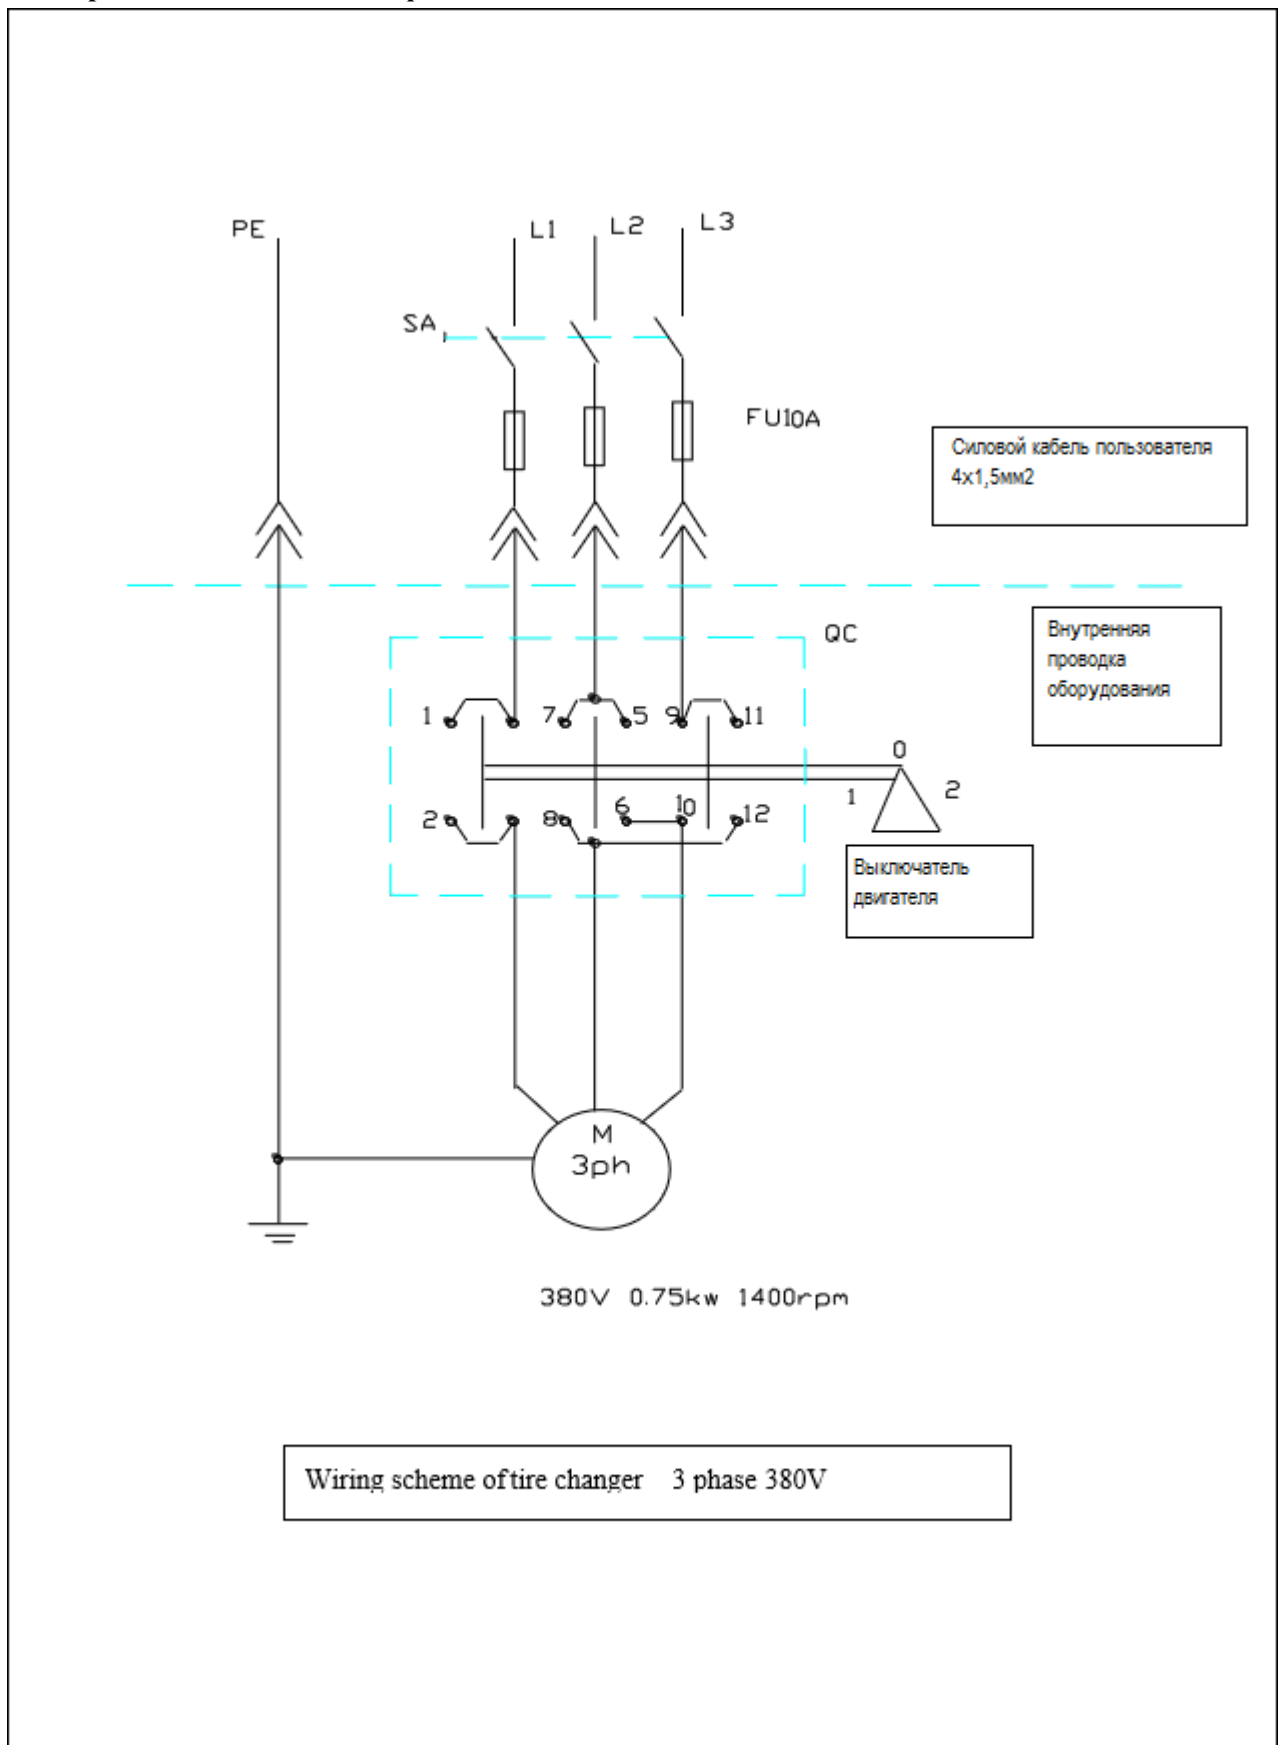 PE
L1
L2
L3
SA
FU10A
Силовой кабель пользователя
4x1,5мм2
Внутренняя
проводка
оборудования
QC
1
7
5
9
11
0
1
2
2
8
6
10
12
Выключатель
двигателя
M
3ph
380V 0.75kw 1400rpm
Wiring scheme of tire changer 3 phase 380V